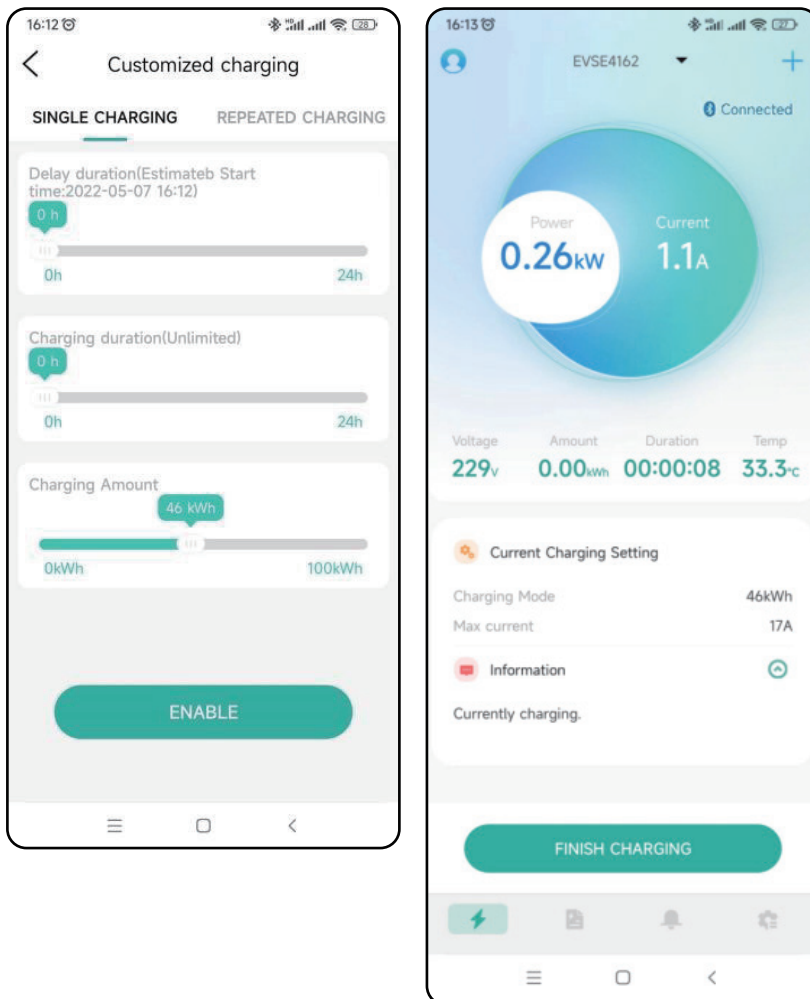 16:12
28
Customized charging
SINGLE CHARGING
REPEATED CHARGING
Delay duration(Estimateb Start
time:2022-05-07 16:12)
0 h
0h
24h
Charging duration(Unlimited)
0 h
0h
24h
Charging Amount
46 kWh
0kWh
100kWh
ENABLE
16:13
27
EVSE4162
Connected
Power
Current
0.26kW
1.1A
Voltage
Amount
Duration
Temp
229V
0.00kWh
00:00:08
33.3°C
Current Charging Setting
Charging Mode
46kWh
Max current
17A
Information
Currently charging.
FINISH CHARGING